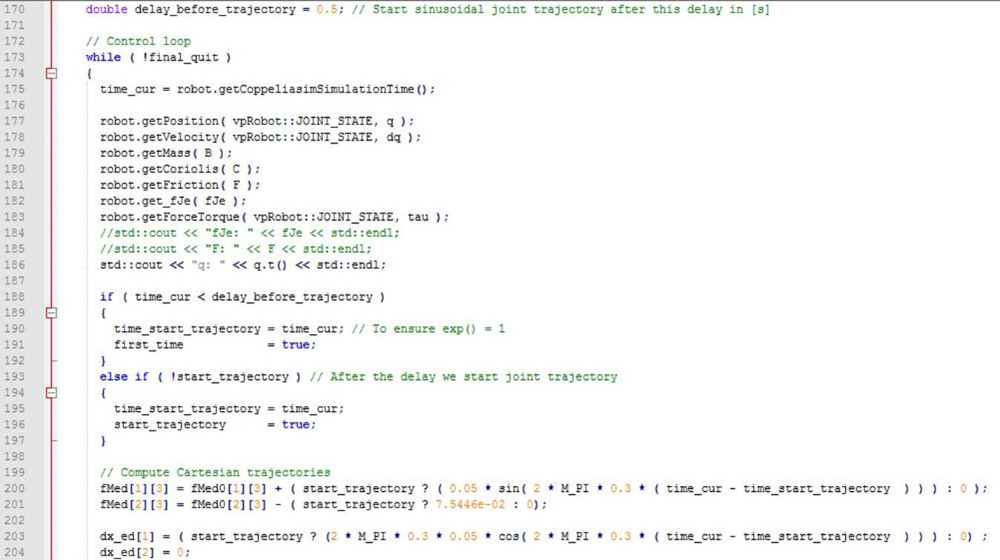 170 double delay_before_trajectory = 0.5; // Start sinusoidal joint trajectory after this delay in [s]
171
172 // Control loop
173 while ( !final_quit )
174 {
175 time_cur = robot.getCoppeliasimSimulationTime();
176
177 robot.getPosition( vpRobot::JOINT_STATE, q );
178 robot.getVelocity( vpRobot::JOINT_STATE, dq );
179 robot.getMass( B );
180 robot.getCoriolis( C );
181 robot.getFriction( F );
182 robot.get_fJe( fJe );
183 robot.getForceTorque( vpRobot::JOINT_STATE, tau );
184 //std::cout << "fJe: " << fJe << std::endl;
185 //std::cout << "F: " << F << std::endl;
186 std::cout << "q: " << q.t() << std::endl;
187
188 if ( time_cur < delay_before_trajectory )
189 {
190 time_start_trajectory = time_cur; // To ensure exp() = 1
191 first_time = true;
192 }
193 else if ( !start_trajectory ) // After the delay we start joint trajectory
194 {
195 time_start_trajectory = time_cur;
196 start_trajectory = true;
197 }
198
199 // Compute Cartesian trajectories
200 fMed[1][3] = fMed0[1][3] + ( start_trajectory ? ( 0.05 * sin( 2 * M_PI * 0.3 * ( time_cur - time_start_trajectory ) ) ) : 0 );
201 fMed[2][3] = fMed0[2][3] - ( start_trajectory ? 7.5446e-02 : 0);
202
203 dx_ed[1] = ( start_trajectory ? (2 * M_PI * 0.3 * 0.05 * cos( 2 * M_PI * 0.3 * ( time_cur - time_start_trajectory ) ) ) : 0) ;
204 dx_ed[2] = 0;